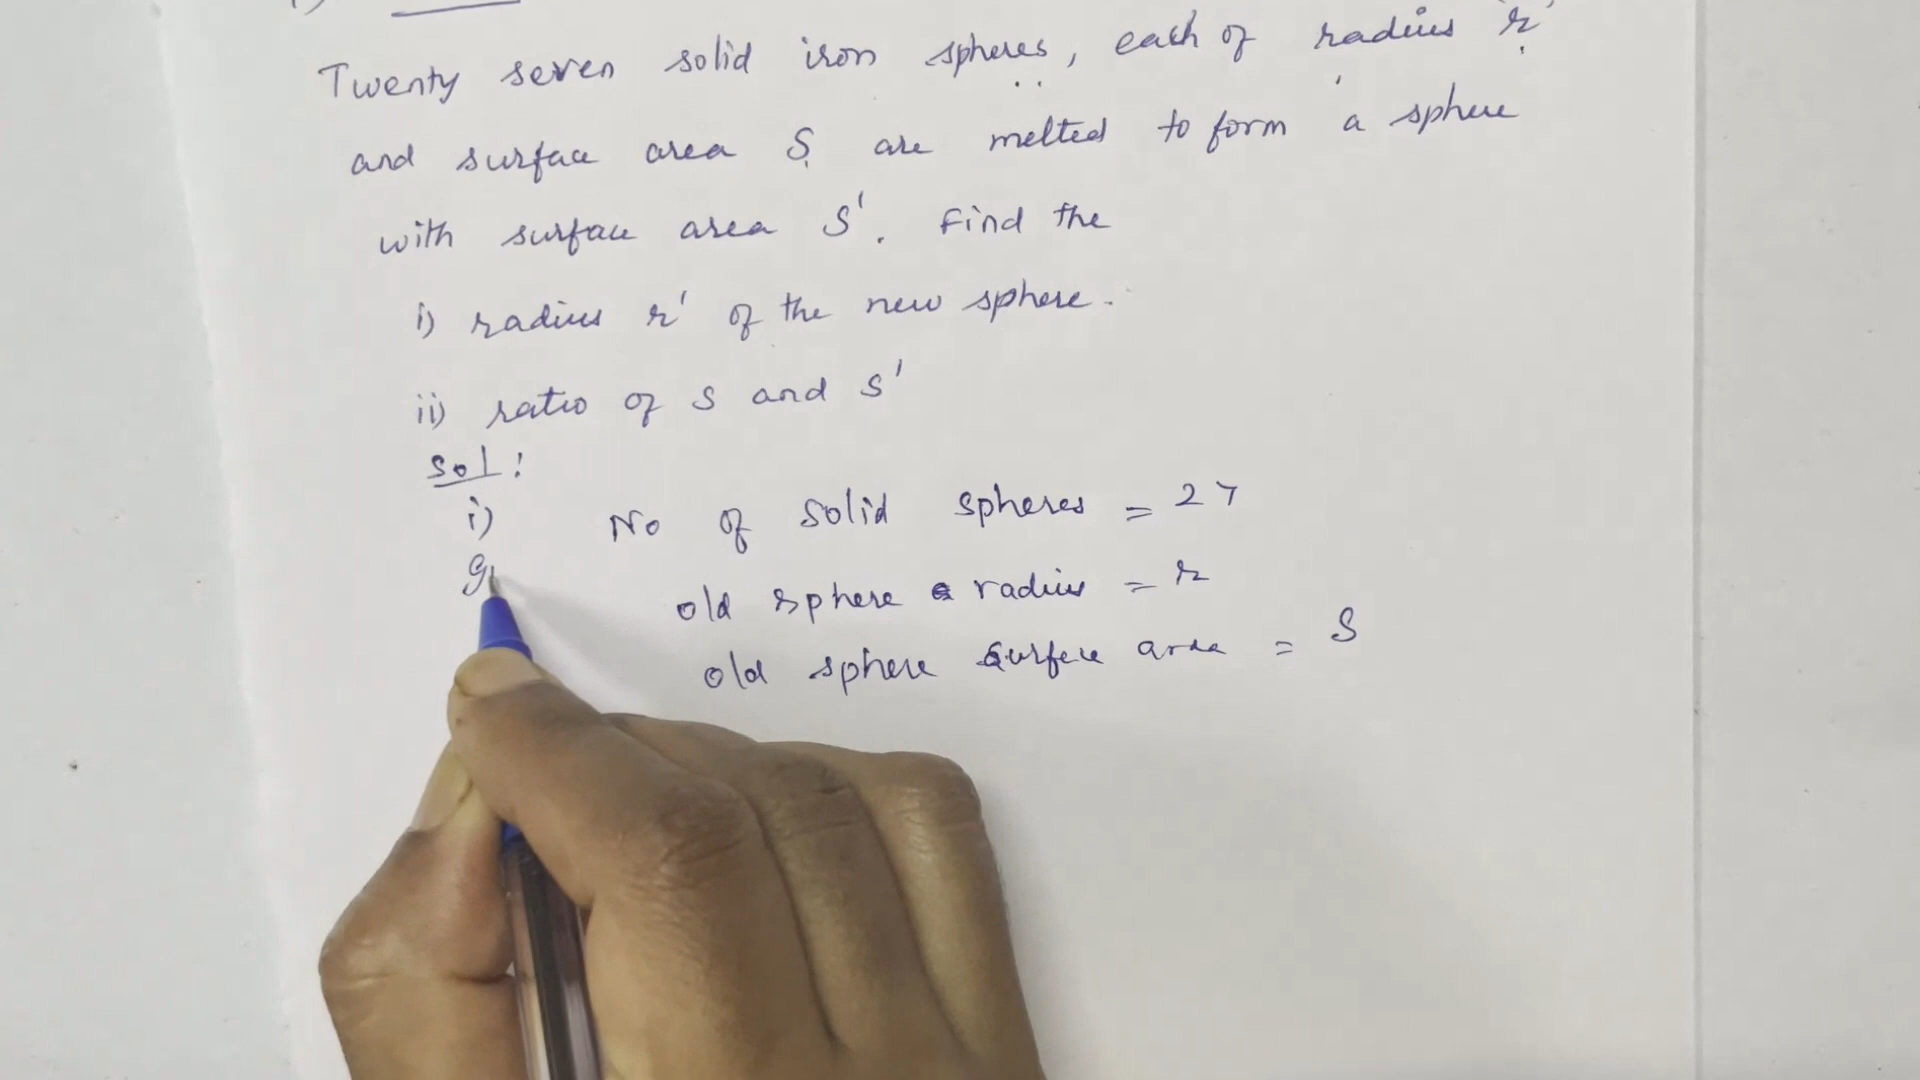 Twenty seven solid iron spheres, each of radius r
and surface area S are melted to form a sphere
with surface area S'. Find the
i) radius r' of the new sphere.
ii) ratio of S and S'
Sol:
i) No of solid spheres = 27
old sphere radius = r
old sphere surface area = S